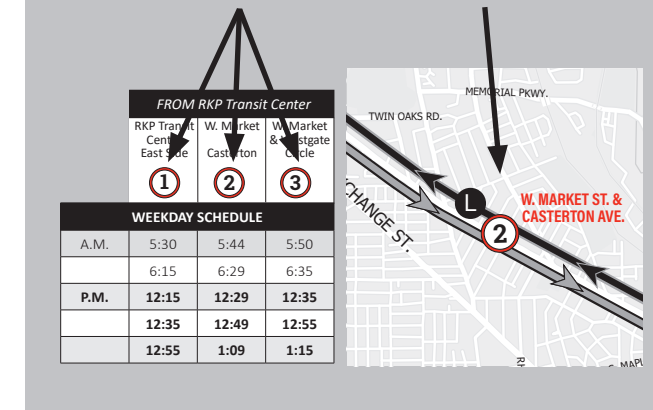 FROM RKP Transit Center
RKP Transit W. Market W. Market
Center & Westgate
East Side Casterton Circle
1 2 3
WEEKDAY SCHEDULE
A.M. 5:30 5:44 5:50
6:15 6:29 6:35
P.M. 12:15 12:29 12:35
12:35 12:49 12:55
12:55 1:09 1:15
MEMORIAL PKWY.
TWIN OAKS RD.
L
W. MARKET ST. &
CASTERTON AVE.
2
CHANGE ST.
RH
MAPL